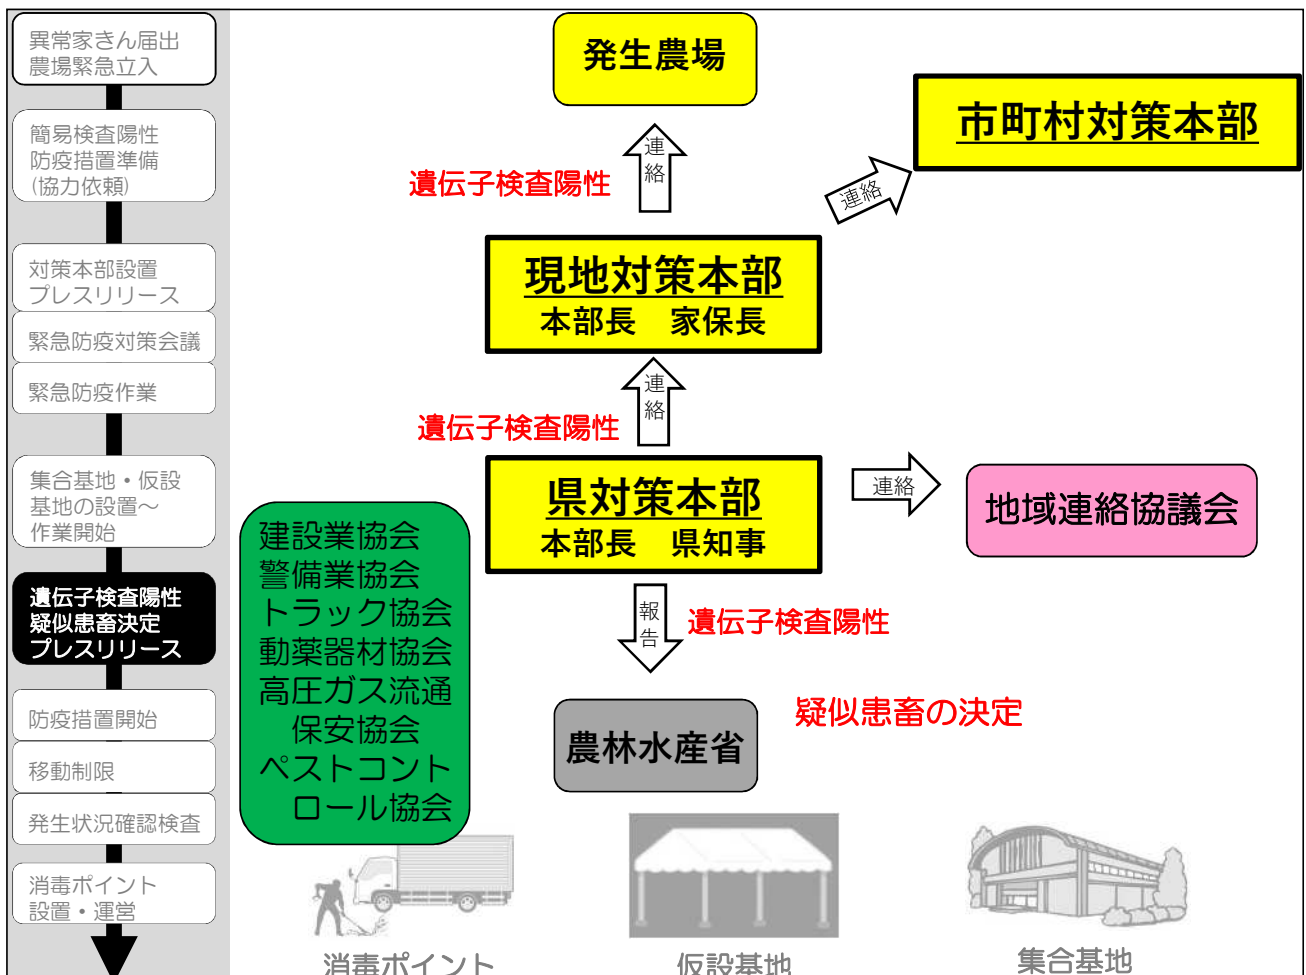 異常家きん届出
農場緊急立入
簡易検査陽性
防疫措置準備
(協力依頼)
対策本部設置
プレスリリース
緊急防疫対策会議
緊急防疫作業
集合基地・仮設
基地の設置～
作業開始
遺伝子検査陽性
疑似患畜決定
プレスリリース
防疫措置開始
移動制限
発生状況確認検査
消毒ポイント
設置・運営
発生農場
市町村対策本部
連絡
遺伝子検査陽性
連絡
現地対策本部
本部長　家保長
連絡
遺伝子検査陽性
県対策本部
本部長　県知事
連絡
地域連絡協議会
建設業協会
警備業協会
トラック協会
動薬器材協会
高圧ガス流通
保安協会
ペストコント
ロール協会
報告
遺伝子検査陽性
疑似患畜の決定
農林水産省
消毒ポイント
仮設基地
集合基地